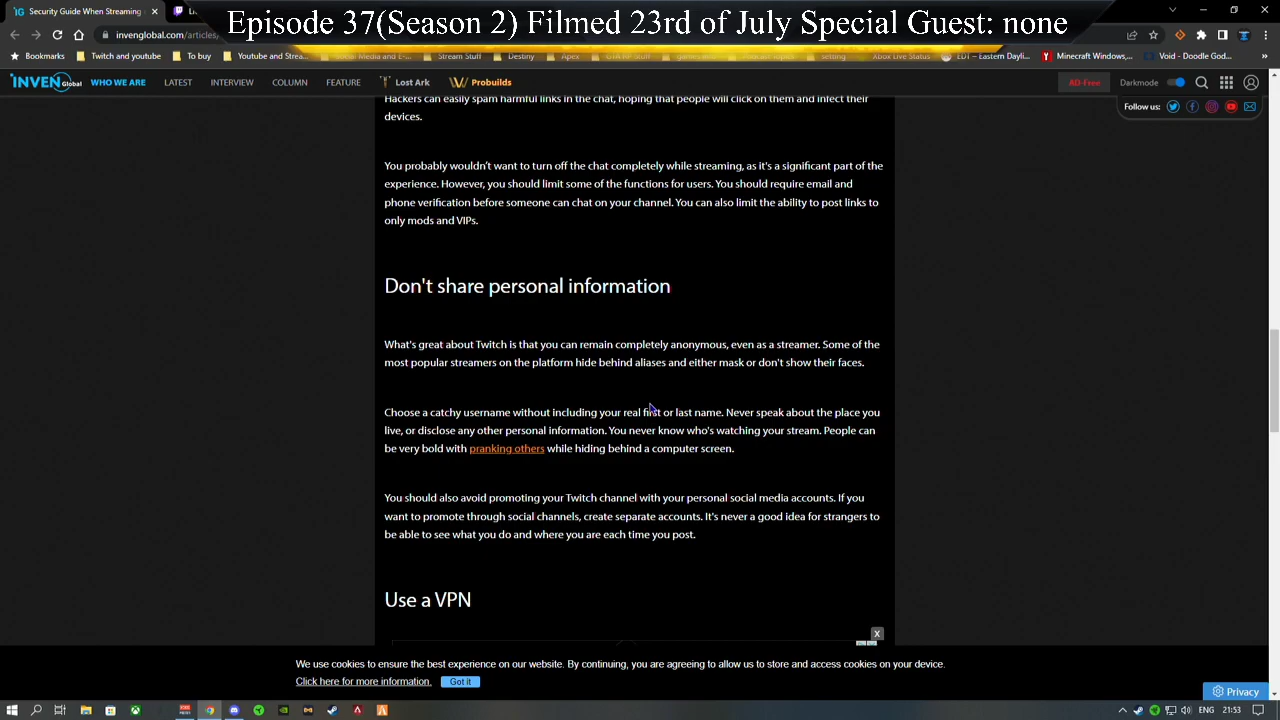 Security Guide When Streaming
Episode 37(Season 2) Filmed 23rd of July Special Guest: none
invenglobal.com/articles/
Bookmarks
Twitch and youtube
To buy
Youtube and Strea...
Social Media and E-...
Stream Stuff
Destiny
Apex
GTA RP Stuff
setting
Xbox Live Status
EDT – Eastern Dayli...
Minecraft Windows,...
Void - Doodle God...
INVEN Global
WHO WE ARE
LATEST
INTERVIEW
COLUMN
FEATURE
Lost Ark
Probuilds
AD-Free
Darkmode
Follow us:
Hackers can easily spam harmful links in the chat, hoping that people will click on them and infect their
devices.
You probably wouldn't want to turn off the chat completely while streaming, as it's a significant part of the
experience. However, you should limit some of the functions for users. You should require email and
phone verification before someone can chat on your channel. You can also limit the ability to post links to
only mods and VIPs.
Don't share personal information
What's great about Twitch is that you can remain completely anonymous, even as a streamer. Some of the
most popular streamers on the platform hide behind aliases and either mask or don't show their faces.
Choose a catchy username without including your real first or last name. Never speak about the place you
live, or disclose any other personal information. You never know who's watching your stream. People can
be very bold with pranking others while hiding behind a computer screen.
You should also avoid promoting your Twitch channel with your personal social media accounts. If you
want to promote through social channels, create separate accounts. It's never a good idea for strangers to
be able to see what you do and where you are each time you post.
Use a VPN
X
We use cookies to ensure the best experience on our website. By continuing, you are agreeing to allow us to store and access cookies on your device.
Click here for more information.
Got it
Privacy
ENG
21:53